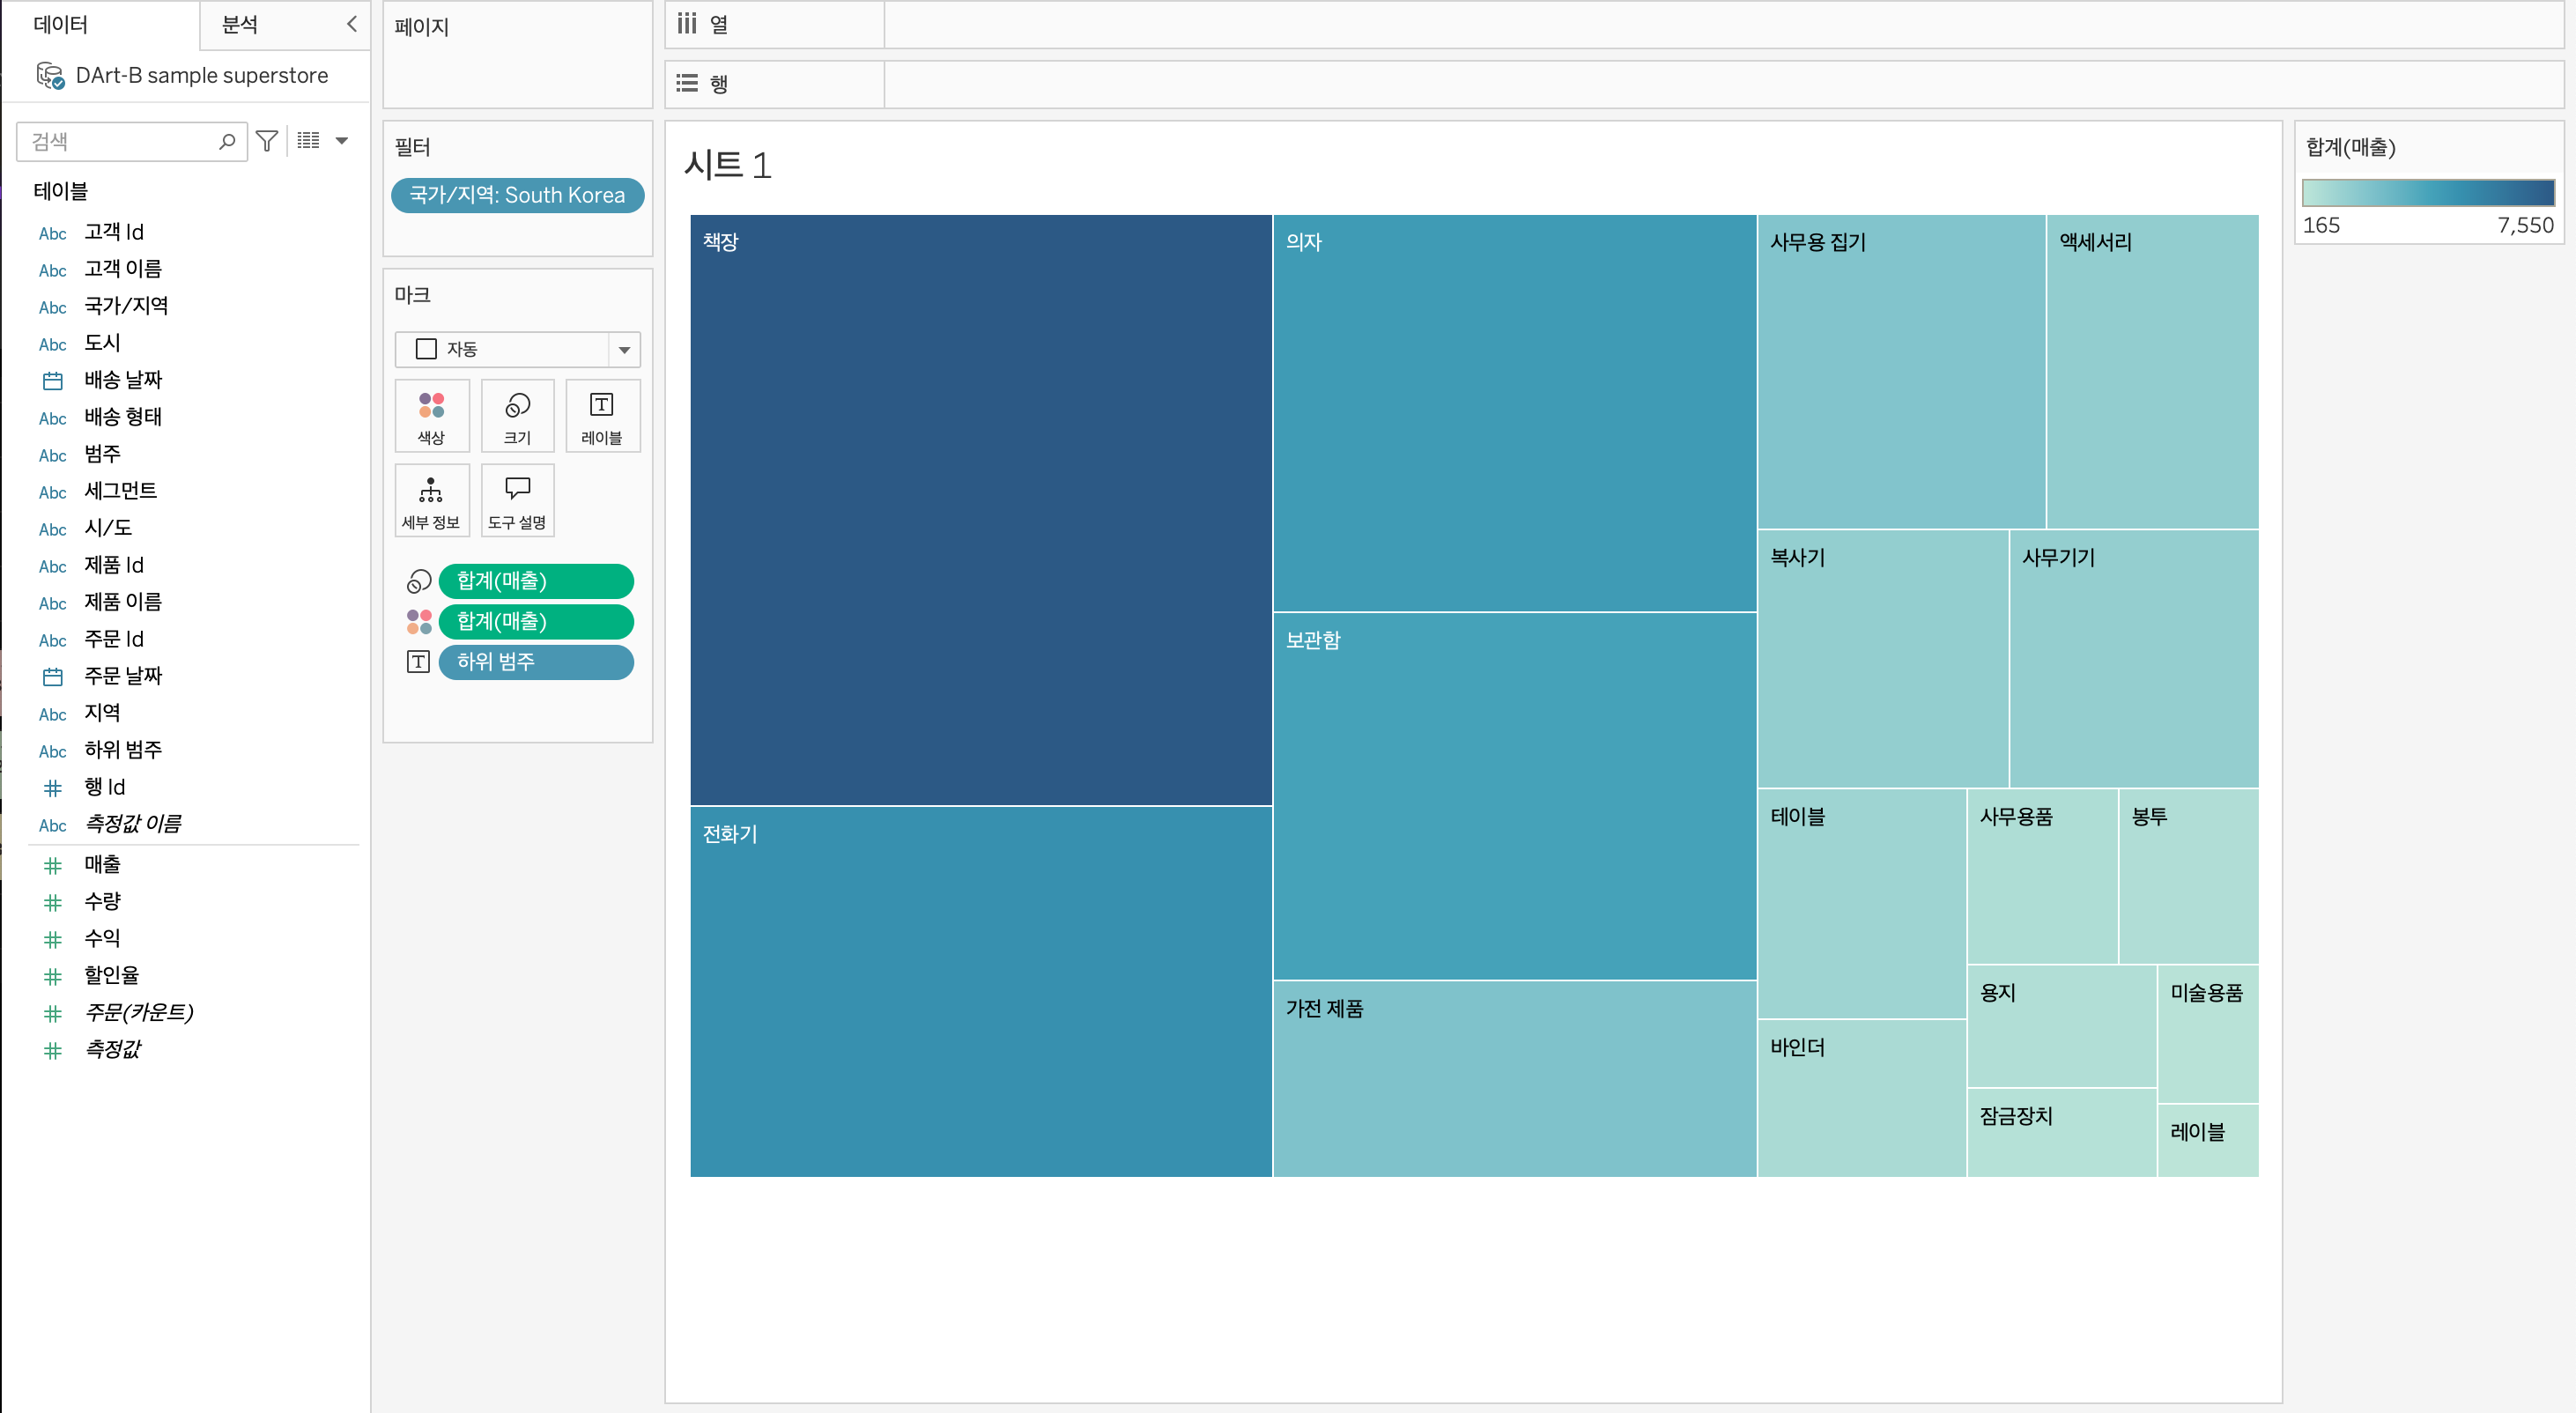 데이터
분석
DArt-B sample superstore
검색
테이블
Abc 고객 Id
Abc 고객 이름
Abc 국가/지역
Abc 도시
배송 날짜
Abc 배송 형태
Abc 범주
Abc 세그먼트
Abc 시/도
Abc 제품 Id
Abc 제품 이름
Abc 주문 Id
주문 날짜
Abc 지역
Abc 하위 범주
# 행 Id
Abc 측정값 이름
# 매출
# 수량
# 수익
# 할인율
# 주문(카운트)
# 측정값
페이지
필터
국가/지역: South Korea
마크
자동
색상
크기
T
레이블
세부 정보
도구 설명
합계(매출)
합계(매출)
T 하위 범주
열
행
시트 1
책장
전화기
의자
보관함
가전 제품
사무용 집기
액세서리
복사기
사무기기
테이블
바인더
사무용품
봉투
용지
미술용품
잠금장치
레이블
합계(매출)
165 7,550